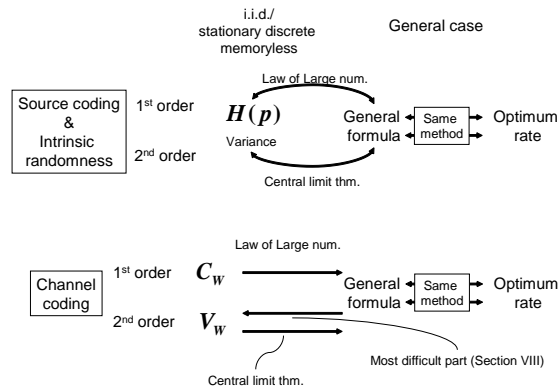 i.i.d./
stationary discrete
memoryless
General case
Source coding
&
Intrinsic
randomness
1st order
2nd order
Law of Large num.
H(p)
Variance
Central limit thm.
General
formula
Same
method
Optimum
rate
Channel
coding
1st order
2nd order
Law of Large num.
C_W
V_W
Central limit thm.
General
formula
Same
method
Optimum
rate
Most difficult part (Section VIII)